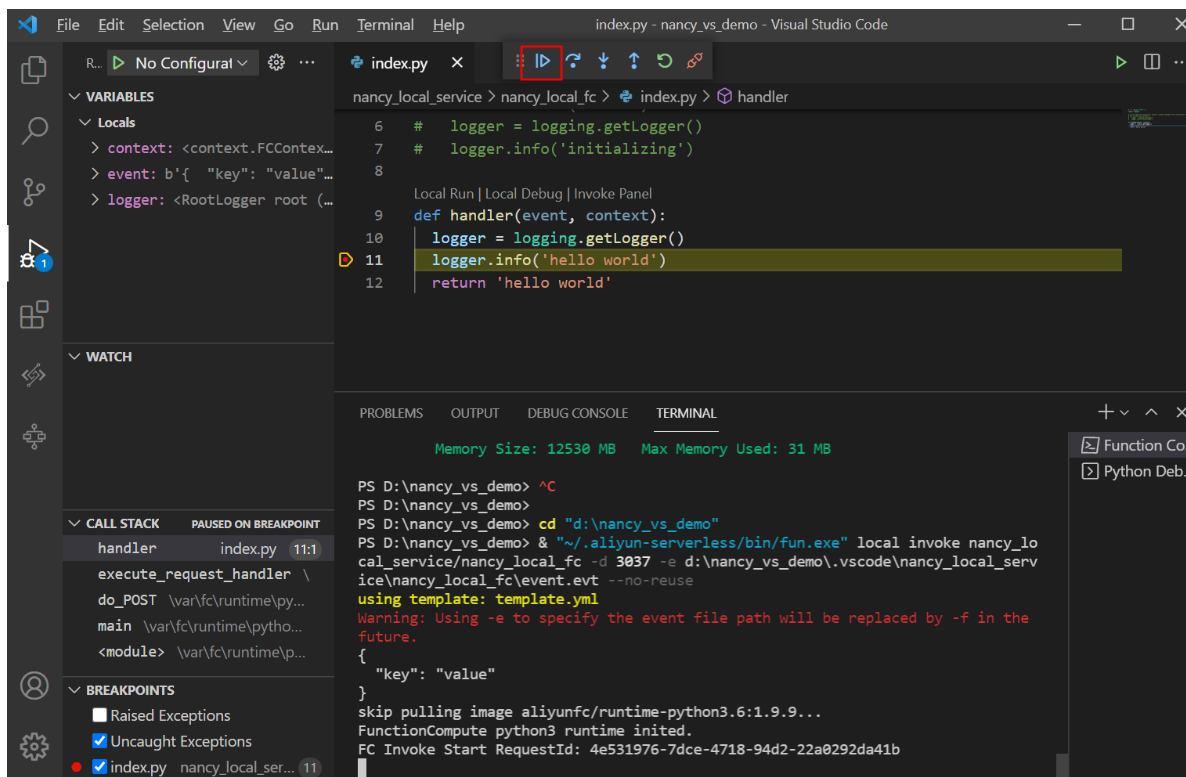 File Edit Selection View Go Run Terminal Help index.py - nancy_vs_demo - Visual Studio Code
R... No Configurat ...
VARIABLES
Locals
context: <context.FCContex...
event: b'{ "key": "value"...
logger: <RootLogger root (...
WATCH
CALL STACK PAUSED ON BREAKPOINT
handler index.py 11:1
execute_request_handler \
do_POST \var\fc\runtime\py...
main \var\fc\runtime\pytho...
<module> \var\fc\runtime\p...
BREAKPOINTS
Raised Exceptions
Uncaught Exceptions
index.py nancy_local_ser... 11
1
index.py
nancy_local_service > nancy_local_fc > index.py > handler
6 # logger = logging.getLogger()
7 # logger.info('initializing')
8
Local Run | Local Debug | Invoke Panel
9 def handler(event, context):
10 logger = logging.getLogger()
11 logger.info('hello world')
12 return 'hello world'
PROBLEMS OUTPUT DEBUG CONSOLE TERMINAL
Memory Size: 12530 MB Max Memory Used: 31 MB
PS D:\nancy_vs_demo> ^C
PS D:\nancy_vs_demo>
PS D:\nancy_vs_demo> cd "d:\nancy_vs_demo"
PS D:\nancy_vs_demo> & "~/.aliyun-serverless/bin/fun.exe" local invoke nancy_lo
cal_service/nancy_local_fc -d 3037 -e d:\nancy_vs_demo\.vscode\nancy_local_serv
ice\nancy_local_fc\event.evt --no-reuse
using template: template.yml
Warning: Using -e to specify the event file path will be replaced by -f in the
future.
{
"key": "value"
}
skip pulling image aliyunfc/runtime-python3.6:1.9.9...
FunctionCompute python3 runtime inited.
FC Invoke Start RequestId: 4e531976-7dce-4718-94d2-22a0292da41b
Function Co...
Python Deb...